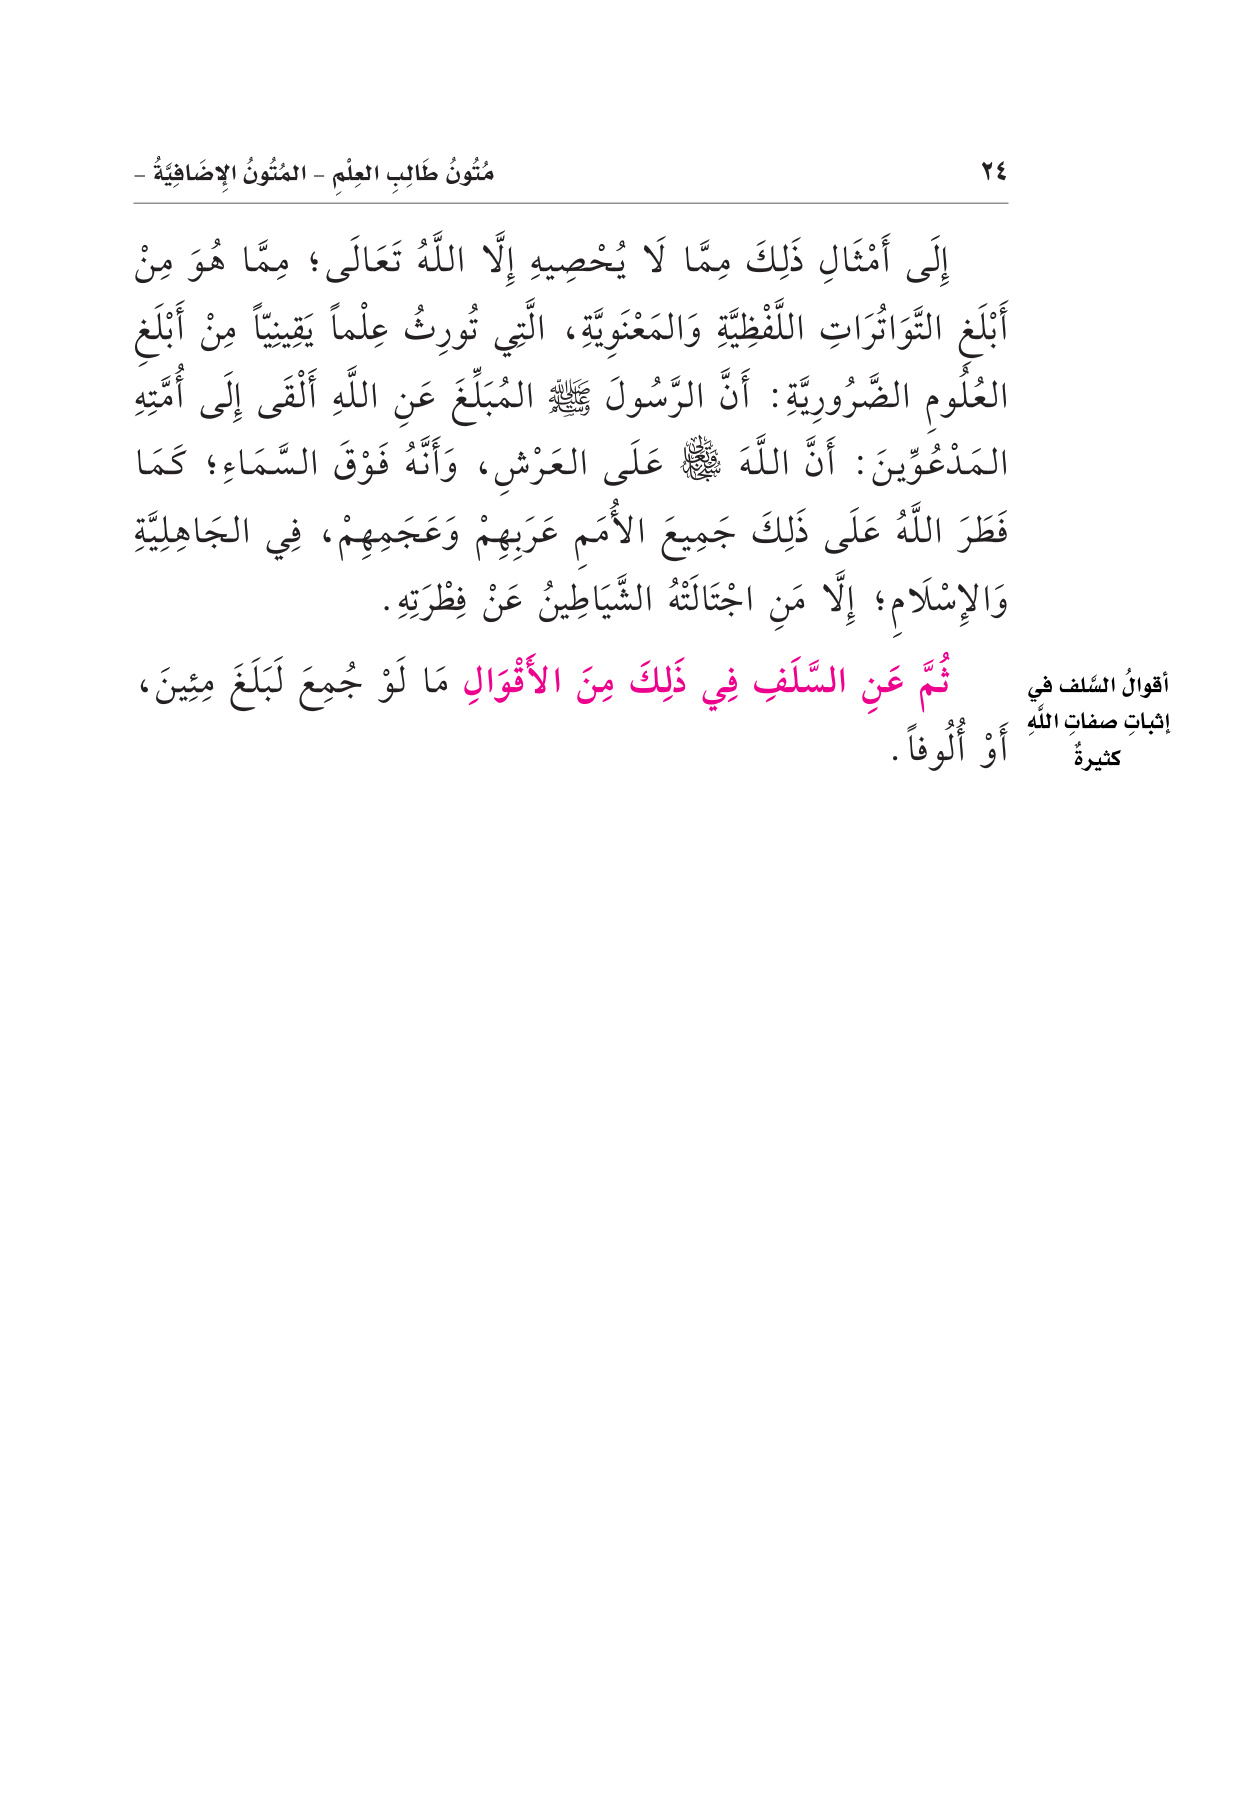 ٢٤
مُتُونُ طَالِبِ العِلْمِ – المُتُونُ الإِضَافِيَّةُ –
إِلَى أَمْثَالِ ذَلِكَ مِمَّا لَا يُحْصِيهِ إِلَّا اللَّهُ تَعَالَى؛ مِمَّا هُوَ مِنْ
أَبْلَغِ التَّوَاتُرَاتِ اللَّفْظِيَّةِ وَالمَعْنَوِيَّةِ، الَّتِي تُورِثُ عِلْماً يَقِينِيّاً مِنْ أَبْلَغِ
العُلُومِ الضَّرُورِيَّةِ: أَنَّ الرَّسُولَ ﷺ المُبَلِّغَ عَنِ اللَّهِ أَلْقَى إِلَى أُمَّتِهِ
المَدْعُوِّينَ: أَنَّ اللَّهَ سُبْحَانَهُ وَتَعَالَى عَلَى العَرْشِ، وَأَنَّهُ فَوْقَ السَّمَاءِ؛ كَمَا
فَطَرَ اللَّهُ عَلَى ذَلِكَ جَمِيعَ الأُمَمِ عَرَبِهِمْ وَعَجَمِهِمْ، فِي الجَاهِلِيَّةِ
وَالإِسْلَامِ؛ إِلَّا مَنِ اجْتَالَتْهُ الشَّيَاطِينُ عَنْ فِطْرَتِهِ.
أقوالُ السَّلف في
إثباتِ صفاتِ اللَّهِ
كثيرةٌ
ثُمَّ عَنِ السَّلَفِ فِي ذَلِكَ مِنَ الأَقْوَالِ مَا لَوْ جُمِعَ لَبَلَغَ مِئِينَ،
أَوْ أُلُوفاً.